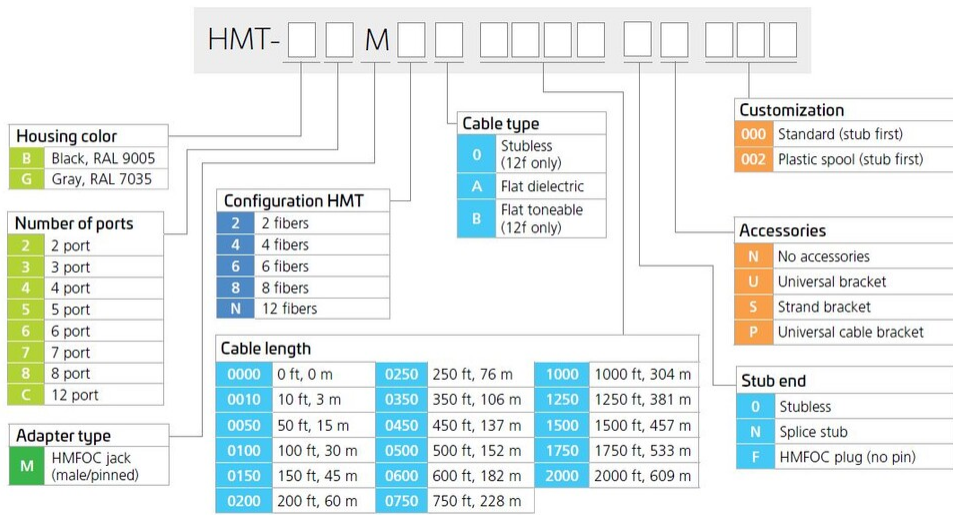 HMT- M
Housing color
B Black, RAL 9005
G Gray, RAL 7035
Number of ports
2 2 port
3 3 port
4 4 port
5 5 port
6 6 port
7 7 port
8 8 port
C 12 port
Adapter type
M HMFOC jack
(male/pinned)
Configuration HMT
2 2 fibers
4 4 fibers
6 6 fibers
8 8 fibers
N 12 fibers
Cable type
0 Stubless
(12f only)
A Flat dielectric
B Flat toneable
(12f only)
Cable length
0000 0 ft, 0 m 0250 250 ft, 76 m 1000 1000 ft, 304 m
0010 10 ft, 3 m 0350 350 ft, 106 m 1250 1250 ft, 381 m
0050 50 ft, 15 m 0450 450 ft, 137 m 1500 1500 ft, 457 m
0100 100 ft, 30 m 0500 500 ft, 152 m 1750 1750 ft, 533 m
0150 150 ft, 45 m 0600 600 ft, 182 m 2000 2000 ft, 609 m
0200 200 ft, 60 m 0750 750 ft, 228 m
Customization
000 Standard (stub first)
002 Plastic spool (stub first)
Accessories
N No accessories
U Universal bracket
S Strand bracket
P Universal cable bracket
Stub end
0 Stubless
N Splice stub
F HMFOC plug (no pin)